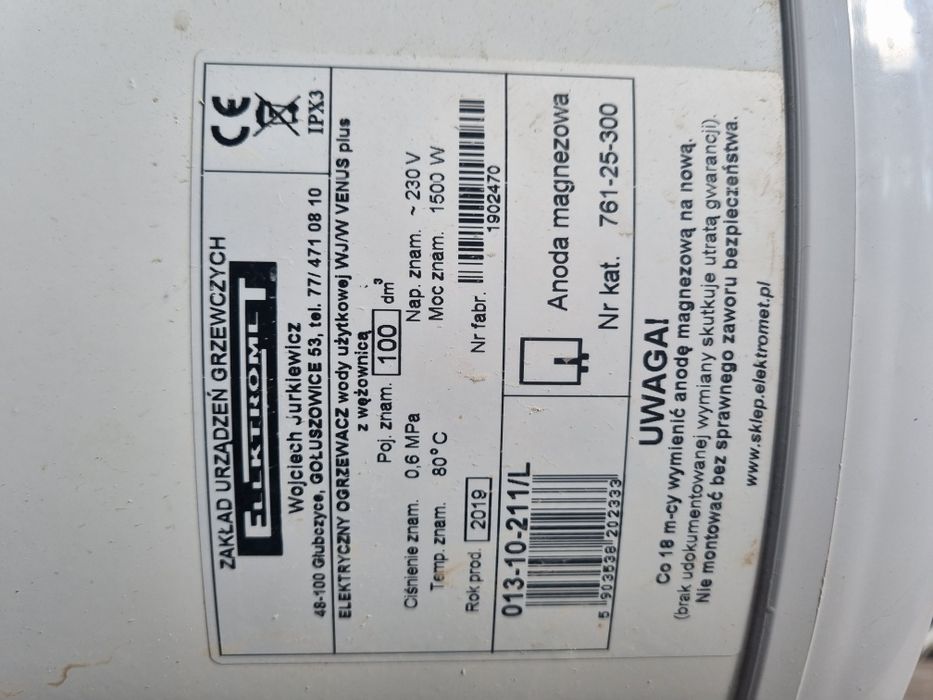 ZAKŁAD URZĄDZEŃ GRZEWCZYCH
ELEKTROMET
Wojciech Jurkiewicz
48-100 Głubczyce, GOŁUSZOWICE 53, tel. 77/ 471 08 10
CE
IPX3
ELEKTRYCZNY OGRZEWACZ wody użytkowej WJ/W VENUS plus
z wężownicą
Poj. znam. 100 dm³
Ciśnienie znam. 0,6 MPa Nap. znam. ~ 230 V
Temp. znam. 80°C Moc znam. 1500 W
Rok prod. 2019 Nr fabr.
1902470
013-10-211/L
5 903538 202333
Anoda magnezowa
Nr kat. 761-25-300
UWAGA!
Co 18 m-cy wymienić anodę magnezową na nową.
(brak udokumentowanej wymiany skutkuje utratą gwarancji).
Nie montować bez sprawnego zaworu bezpieczeństwa.
www.sklep.elektromet.pl